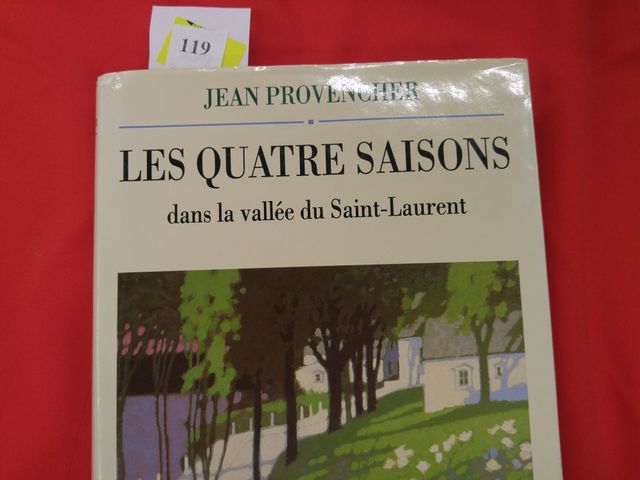 119
JEAN PROVENCHER
LES QUATRE SAISONS
dans la vallée du Saint-Laurent